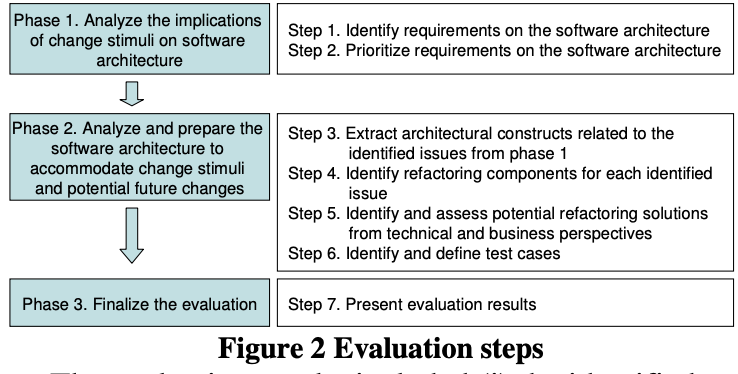 Phase 1. Analyze the implications
of change stimuli on software
architecture
Step 1. Identify requirements on the software architecture
Step 2. Prioritize requirements on the software architecture
Phase 2. Analyze and prepare the
software architecture to
accommodate change stimuli
and potential future changes
Step 3. Extract architectural constructs related to the
identified issues from phase 1
Step 4. Identify refactoring components for each identified
issue
Step 5. Identify and assess potential refactoring solutions
from technical and business perspectives
Step 6. Identify and define test cases
Phase 3. Finalize the evaluation
Step 7. Present evaluation results
Figure 2 Evaluation steps